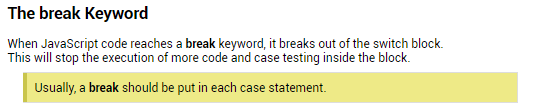 The break Keyword
When JavaScript code reaches a break keyword, it breaks out of the switch block.
This will stop the execution of more code and case testing inside the block.
Usually, a break should be put in each case statement.